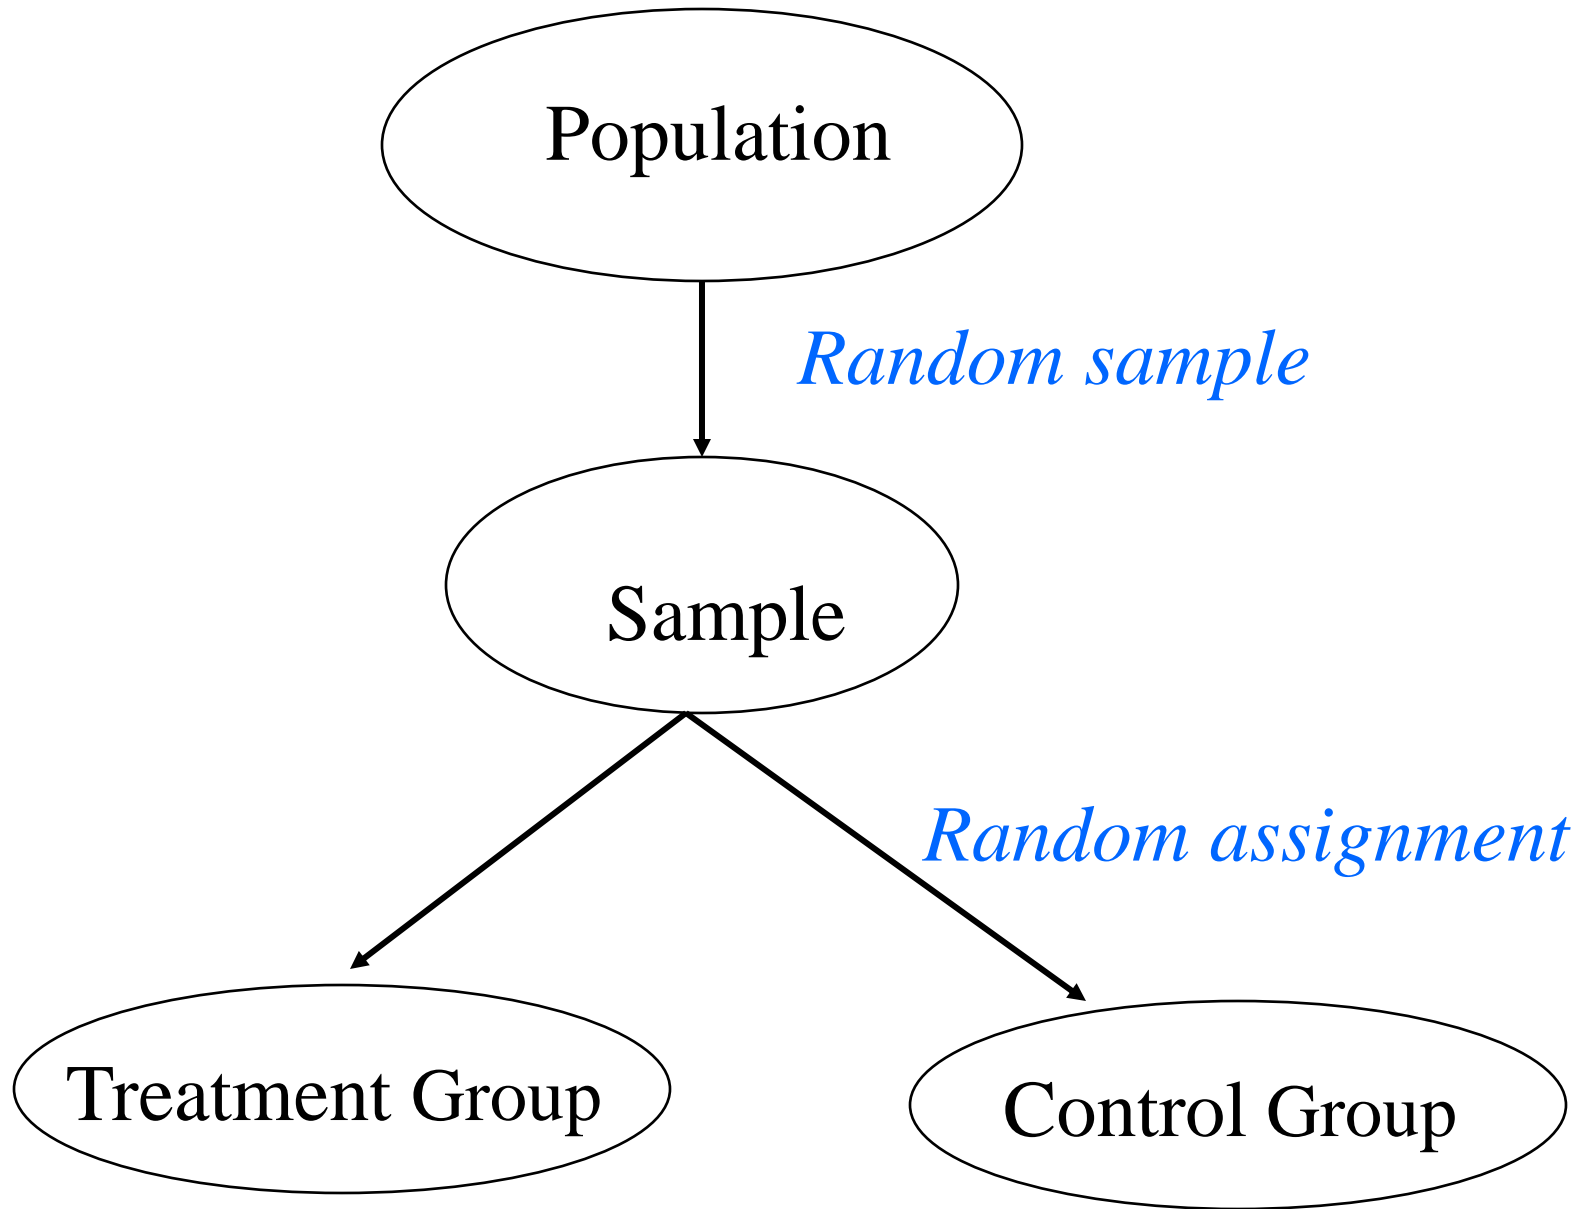 Population
Random sample
Sample
Random assignment
Treatment Group
Control Group